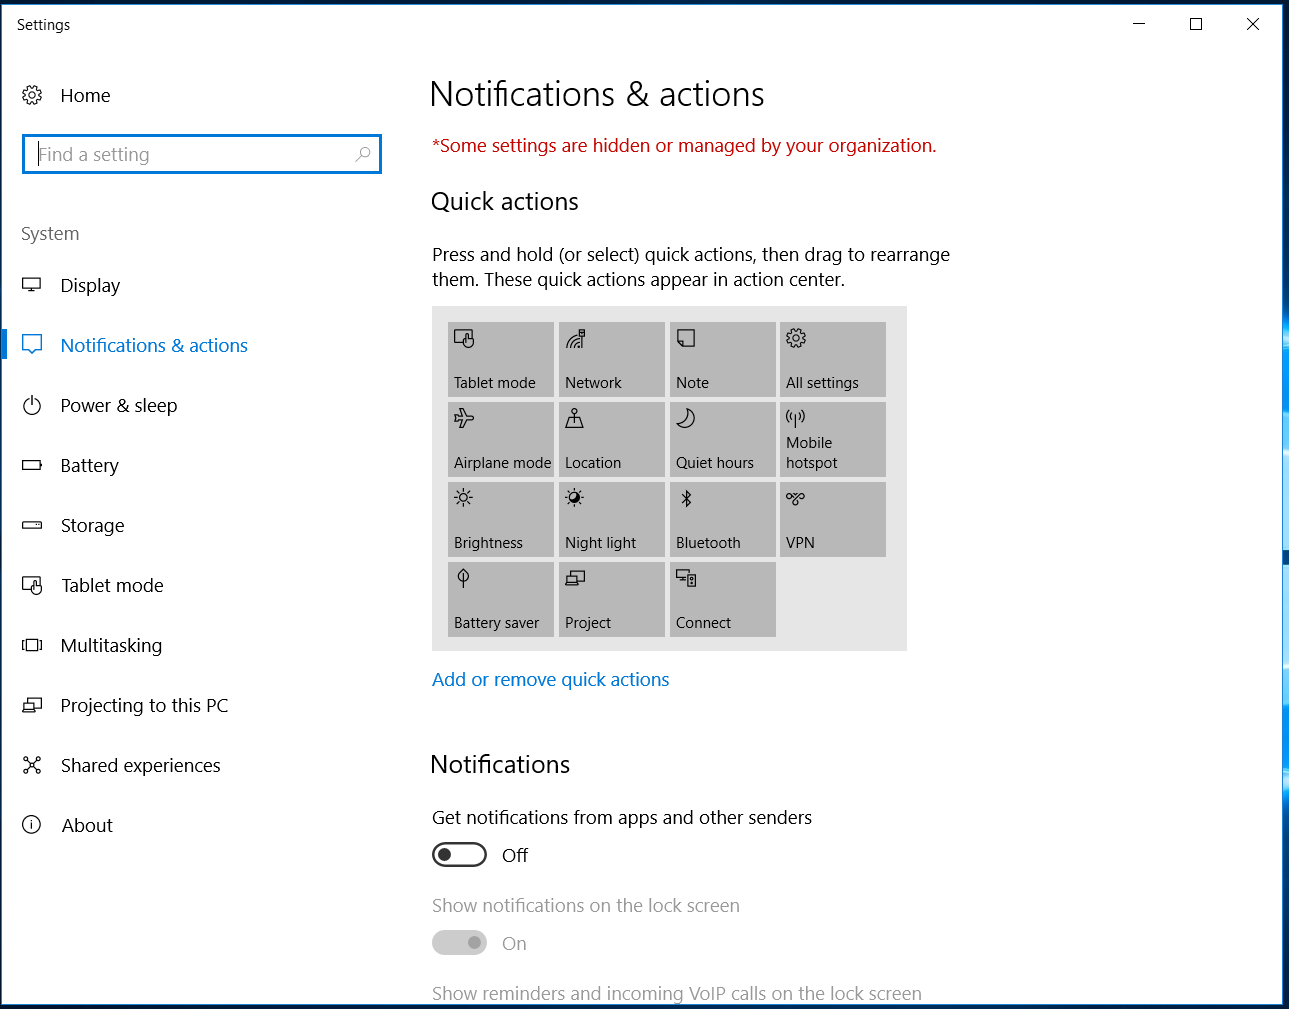 Settings
Home
Find a setting
System
Display
Notifications & actions
Power & sleep
Battery
Storage
Tablet mode
Multitasking
Projecting to this PC
Shared experiences
About
Notifications & actions
*Some settings are hidden or managed by your organization.
Quick actions
Press and hold (or select) quick actions, then drag to rearrange
them. These quick actions appear in action center.
Tablet mode
Network
Note
All settings
Airplane mode
Location
Quiet hours
Mobile
hotspot
Brightness
Night light
Bluetooth
VPN
Battery saver
Project
Connect
Add or remove quick actions
Notifications
Get notifications from apps and other senders
Off
Show notifications on the lock screen
On
Show reminders and incoming VoIP calls on the lock screen